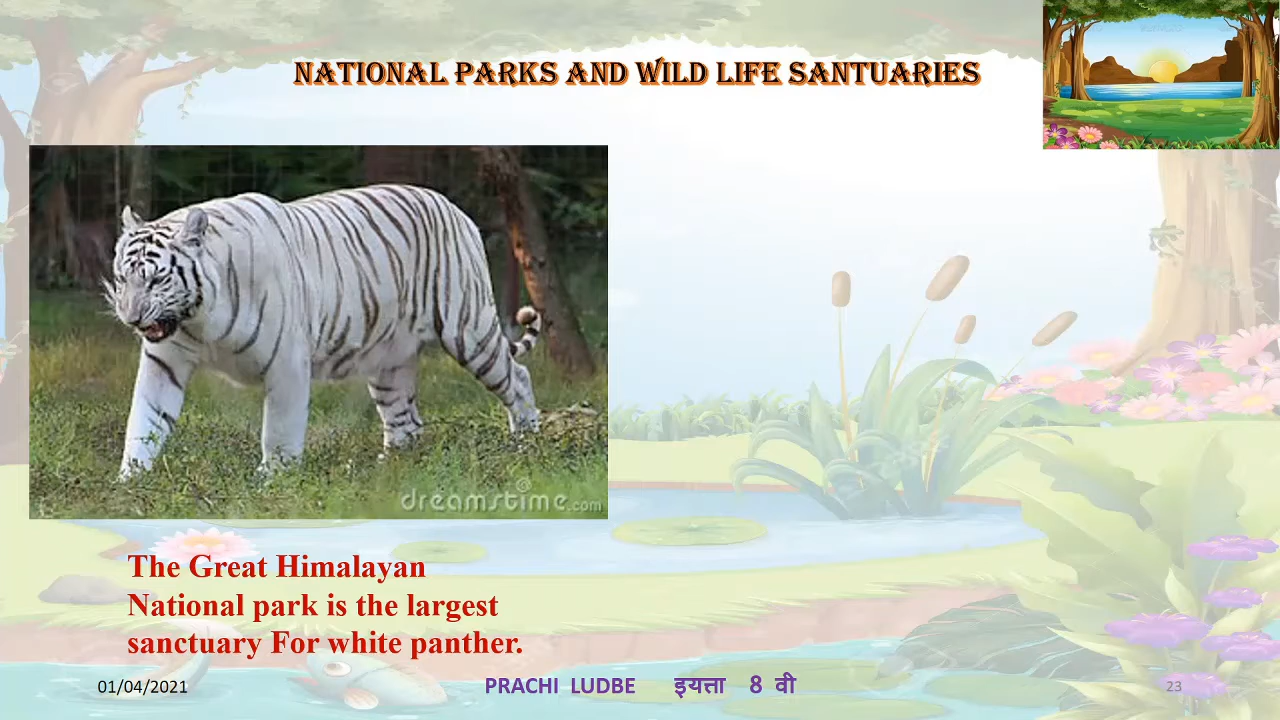 NATIONAL PARKS AND WILD LIFE SANTUARIES
dreamstime.com
The Great Himalayan
National park is the largest
sanctuary For white panther.
01/04/2021
PRACHI LUDBE इयत्ता 8 वी
23